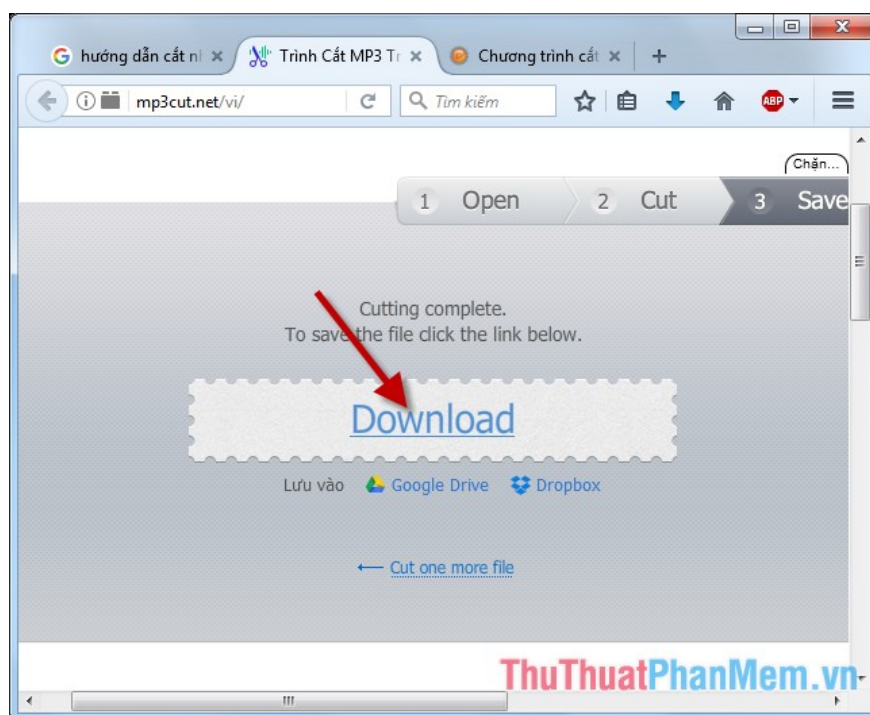 hướng dẫn cắt nh
Trình Cắt MP3 Tr
Chương trình cắt
mp3cut.net/vi/
Tìm kiếm
ABP
Chặn...
1 Open 2 Cut 3 Save
Cutting complete.
To save the file click the link below.
Download
Lưu vào Google Drive Dropbox
Cut one more file
ThuThuatPhanMem.vn